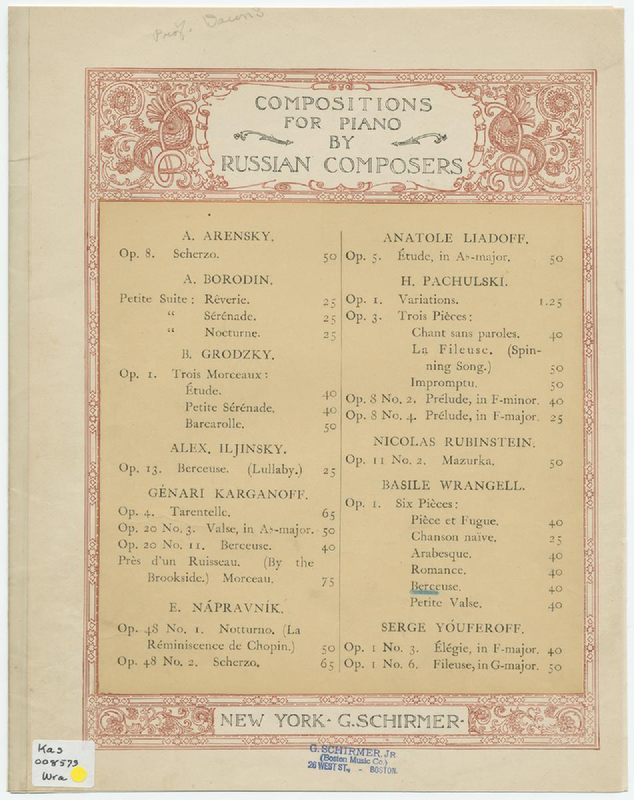 Prof. Bacons
COMPOSITIONS
FOR PIANO
BY
RUSSIAN COMPOSERS
A. ARENSKY.
Op. 8. Scherzo. 50
A. BORODIN.
Petite Suite: Rêverie. 25
“ Sérénade. 25
“ Nocturne. 25
B. GRODZKY.
Op. 1. Trois Morceaux:
Étude. 40
Petite Sérénade. 40
Barcarolle. 50
ALEX. ILJINSKY.
Op. 13. Berceuse. (Lullaby.) 25
GÉNARI KARGANOFF.
Op. 4. Tarentelle. 65
Op. 20 No. 3. Valse, in A♭-major. 50
Op. 20 No. 11. Berceuse. 40
Près d'un Ruisseau. (By the
Brookside.) Morceau. 75
E. NÁPRAVNÍK.
Op. 48 No. 1. Notturno. (La
Réminiscence de Chopin.) 50
Op. 48 No. 2. Scherzo. 65
ANATOLE LIADOFF.
Op. 5. Étude, in A♭-major. 50
H. PACHULSKI.
Op. 1. Variations. 1.25
Op. 3. Trois Pièces:
Chant sans paroles. 40
La Fileuse. (Spin-
ning Song.) 50
Impromptu. 50
Op. 8 No. 2. Prélude, in F-minor. 40
Op. 8 No. 4. Prélude, in F-major. 25
NICOLAS RUBINSTEIN.
Op. 11 No. 2. Mazurka. 50
BASILE WRANGELL.
Op. 1. Six Pièces:
Pièce et Fugue. 40
Chanson naïve. 25
Arabesque. 40
Romance. 40
Berceuse. 40
Petite Valse. 40
SERGE YÓUFEROFF.
Op. 1 No. 3. Élégie, in F-major. 40
Op. 1 No. 6. Fileuse, in G-major. 50
NEW YORK - G. SCHIRMER -
Kas
008573
Wra
G. SCHIRMER, JR
(Boston Music Co.)
26 WEST ST., - BOSTON.